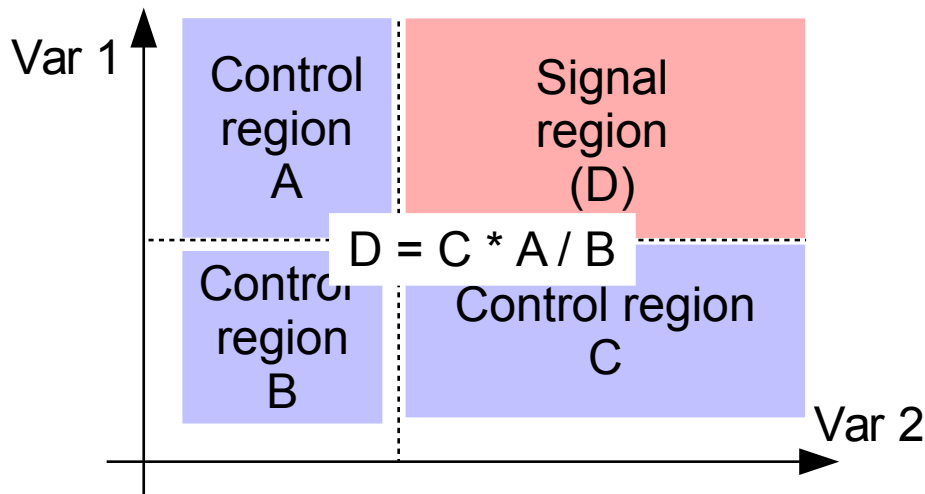 Var 1
Control
region
A
Signal
region
(D)
D = C * A / B
Control
region
B
Control region
C
Var 2